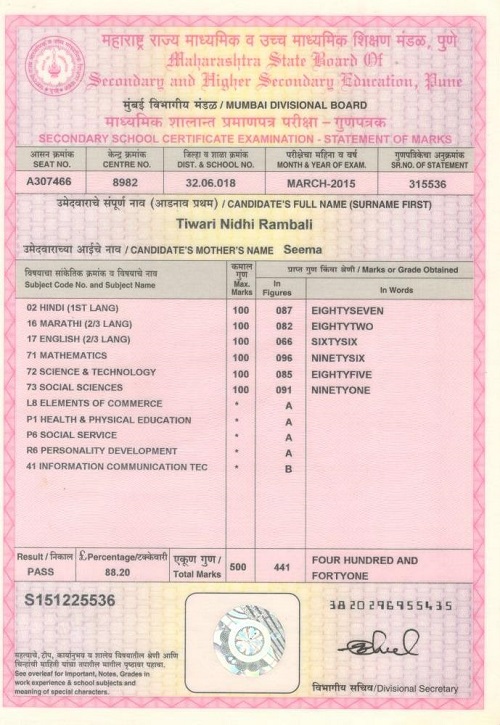 महाराष्ट्र राज्य माध्यमिक व उच्च माध्यमिक शिक्षण मंडळ, पुणे
Maharashtra State Board Of
Secondary and Higher Secondary Education, Pune
मुंबई विभागीय मंडळ / MUMBAI DIVISIONAL BOARD
माध्यमिक शालान्त प्रमाणपत्र परीक्षा – गुणपत्रक
SECONDARY SCHOOL CERTIFICATE EXAMINATION - STATEMENT OF MARKS
आसन क्रमांक केन्द्र क्रमांक जिल्हा व शाळा क्रमांक परीक्षेचा महिना व वर्ष गुणपत्रिकेचा अनुक्रमांक
SEAT NO. CENTRE NO. DIST. & SCHOOL NO. MONTH & YEAR OF EXAM. SR.NO. OF STATEMENT
A307466 8982 32.06.018 MARCH-2015 315536
उमेदवाराचे संपूर्ण नाव (आडनाव प्रथम) / CANDIDATE'S FULL NAME (SURNAME FIRST)
Tiwari Nidhi Rambali
उमेदवाराच्या आईचे नाव / CANDIDATE'S MOTHER'S NAME Seema
विषयाचा सांकेतिक क्रमांक व विषयाचे नाव
Subject Code No. and Subject Name
कमाल
गुण
Max.
Marks
प्राप्त गुण किंवा श्रेणी / Marks or Grade Obtained
In
Figures
In Words
02 HINDI (1ST LANG) 100 087 EIGHTYSEVEN
16 MARATHI (2/3 LANG) 100 082 EIGHTYTWO
17 ENGLISH (2/3 LANG) 100 066 SIXTYSIX
71 MATHEMATICS 100 096 NINETYSIX
72 SCIENCE & TECHNOLOGY 100 085 EIGHTYFIVE
73 SOCIAL SCIENCES 100 091 NINETYONE
L8 ELEMENTS OF COMMERCE * A
P1 HEALTH & PHYSICAL EDUCATION * A
P6 SOCIAL SERVICE * A
R6 PERSONALITY DEVELOPMENT * A
41 INFORMATION COMMUNICATION TEC * B
Result / निकाल £Percentage/टक्केवारी एकूण गुण / 500 441 FOUR HUNDRED AND
PASS 88.20 Total Marks FORTYONE
S151225536
3820296955435
महत्वाचे, टीप, कार्यानुभव व शालेय विषयातील श्रेणी आणि
चिन्हांची माहिती यांचा तपशील मागील पृष्ठावर पहावा.
See overleaf for Important, Notes, Grades in
work experience & school subjects and
meaning of special characters.
विभागीय सचिव/Divisional Secretary